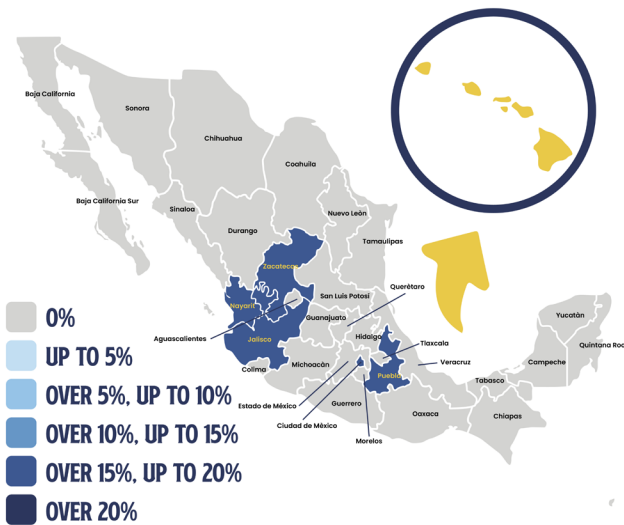 Baja California
Sonora
Chihuahua
Coahuila
Baja California Sur
Sinaloa
Nuevo León
Durango
Tamaulipas
Zacatecas
Nayarit
San Luis Potosí
Querétaro
Aguascalientes
Guanajuato
Jalisco
Hidalgo
Tlaxcala
Veracruz
Colima
Michoacán
Puebla
Estado de México
Guerrero
Ciudad de México
Morelos
Oaxaca
Tabasco
Chiapas
Campeche
Yucatán
Quintana Roo
0%
UP TO 5%
OVER 5%, UP TO 10%
OVER 10%, UP TO 15%
OVER 15%, UP TO 20%
OVER 20%